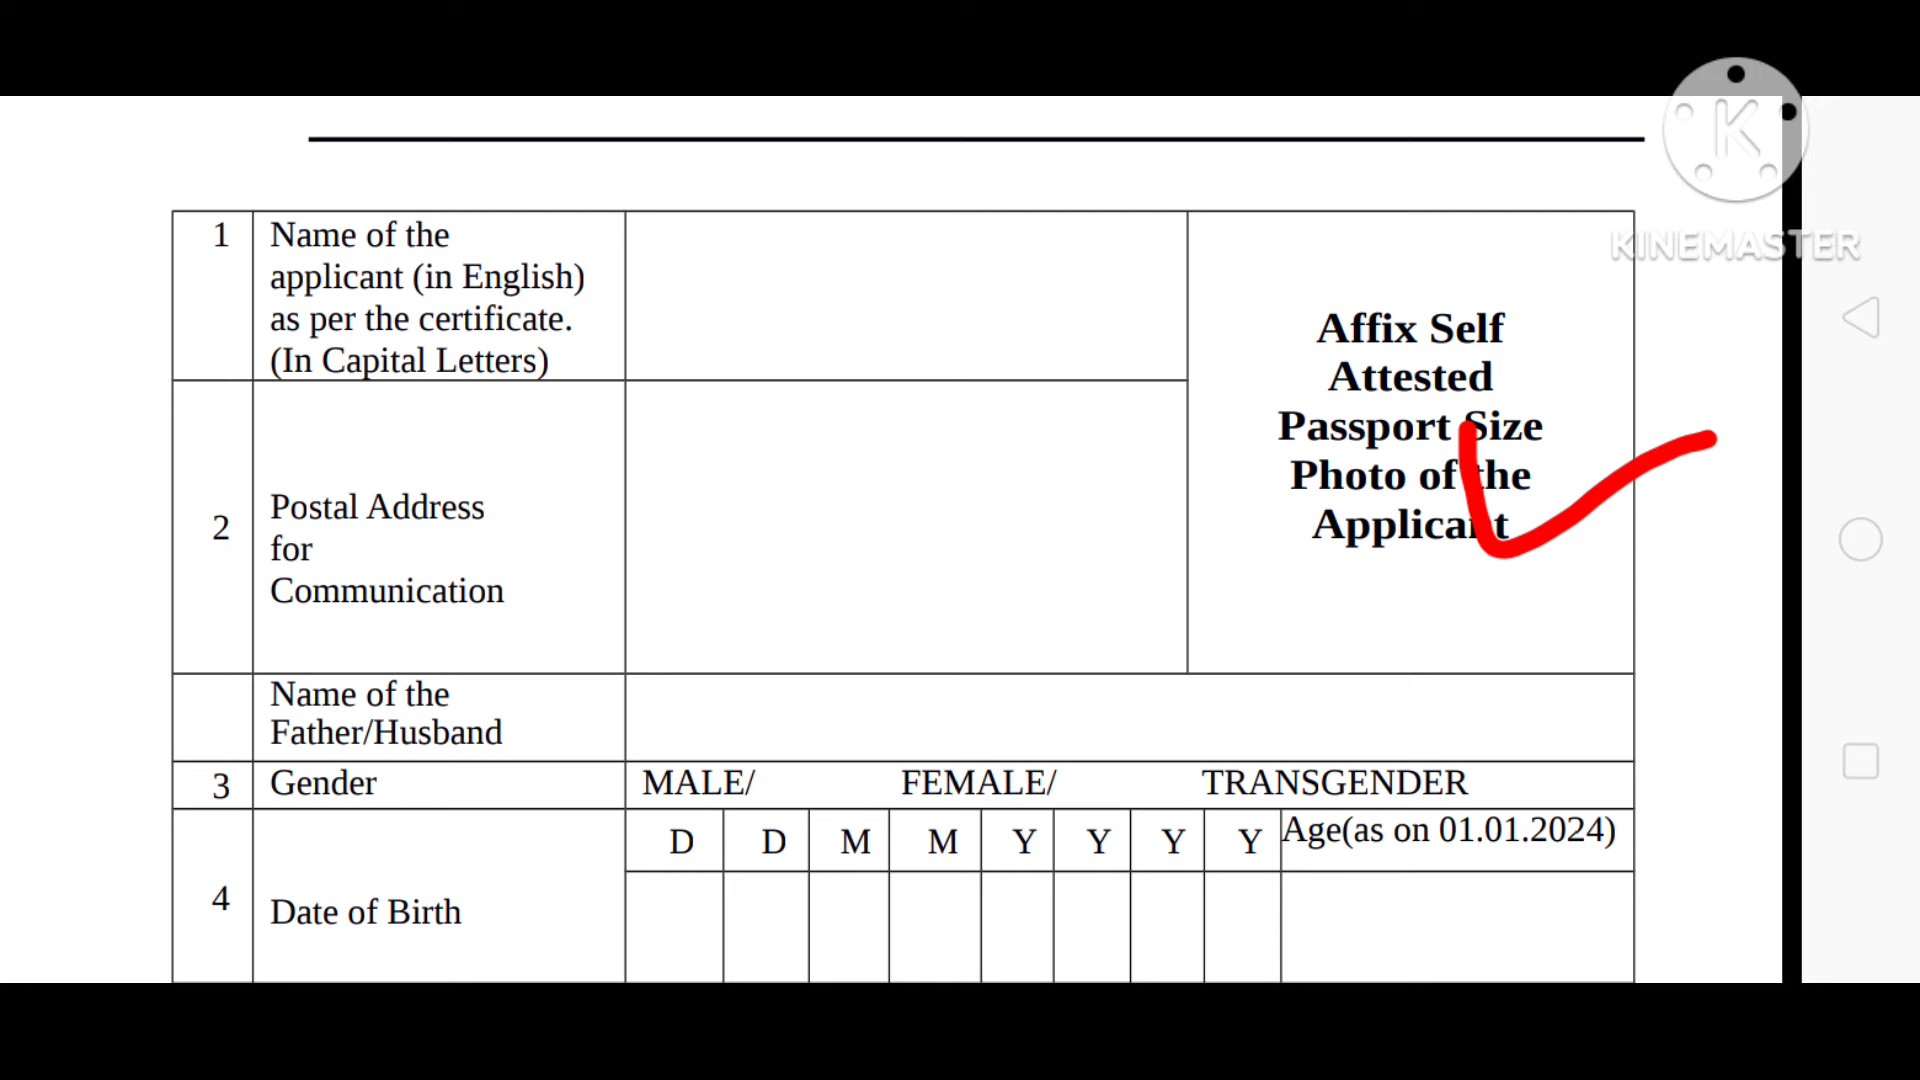 K
KINEMASTER
1
Name of the
applicant (in English)
as per the certificate.
(In Capital Letters)
Affix Self
Attested
Passport Size
Photo of the
Applicant
2
Postal Address
for
Communication
Name of the
Father/Husband
3
Gender
MALE/ FEMALE/ TRANSGENDER
4
Date of Birth
D D M M Y Y Y Y Age(as on 01.01.2024)